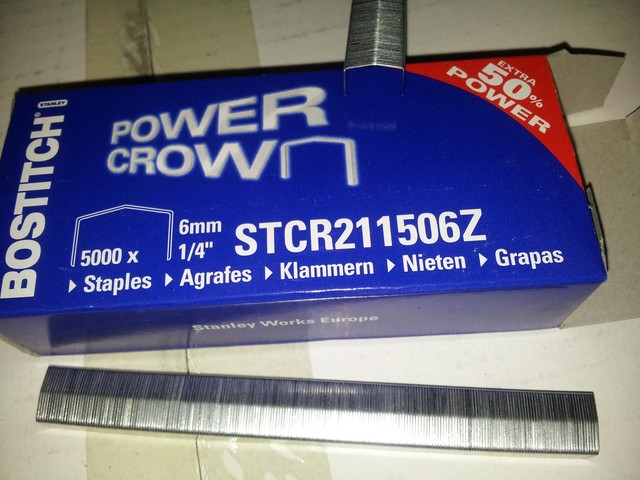 BOSTITCH®
STANLEY
POWER
CROWN
EXTRA
50%
POWER
5000 x
6mm
1/4"
STCR211506Z
Staples Agrafes Klammern Nieten Grapas
Stanley Works Europe